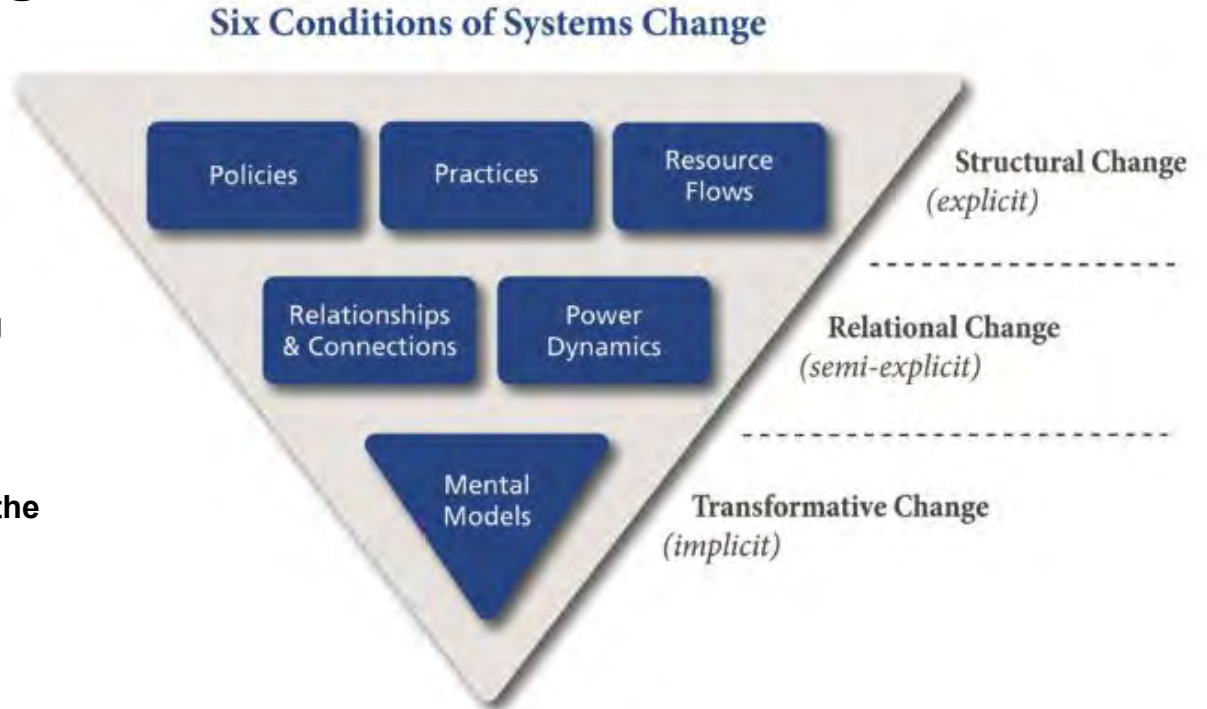 Six Conditions of Systems Change
Policies
Practices
Resource
Flows
Structural Change
(explicit)
Relationships
& Connections
Power
Dynamics
Relational Change
(semi-explicit)
the
Mental
Models
Transformative Change
(implicit)